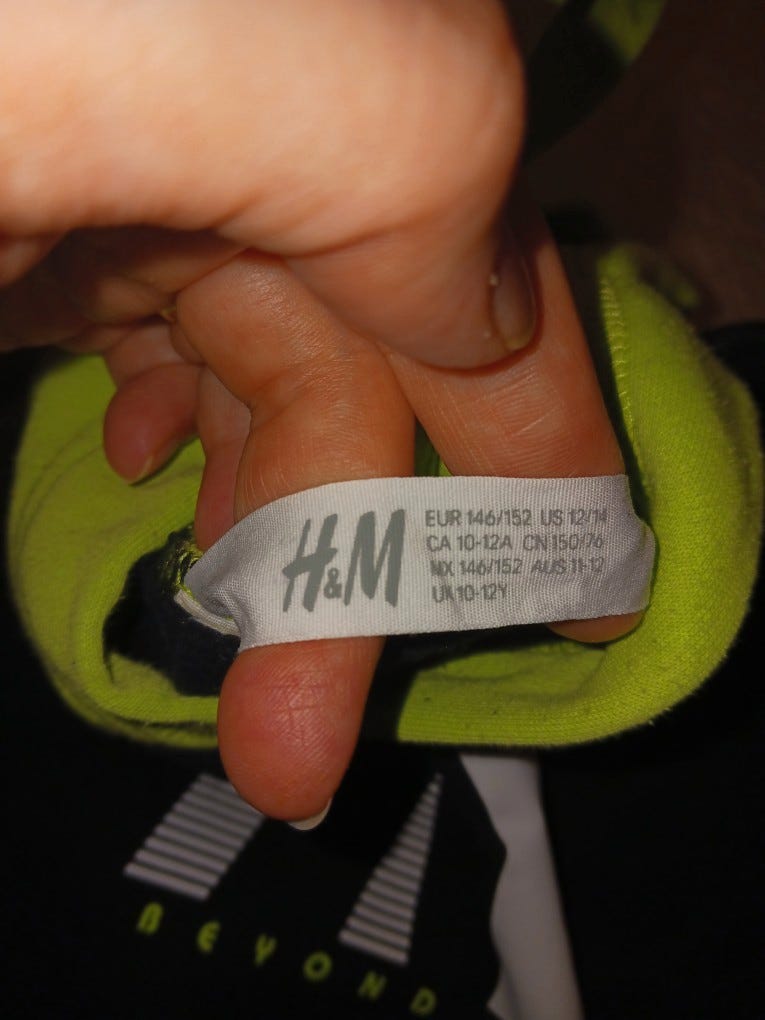 H&M
EUR 146/152 US 12/14
CA 10-12A CN 150/76
MX 146/152 AUS 11-12
UK 10-12Y
BEYOND